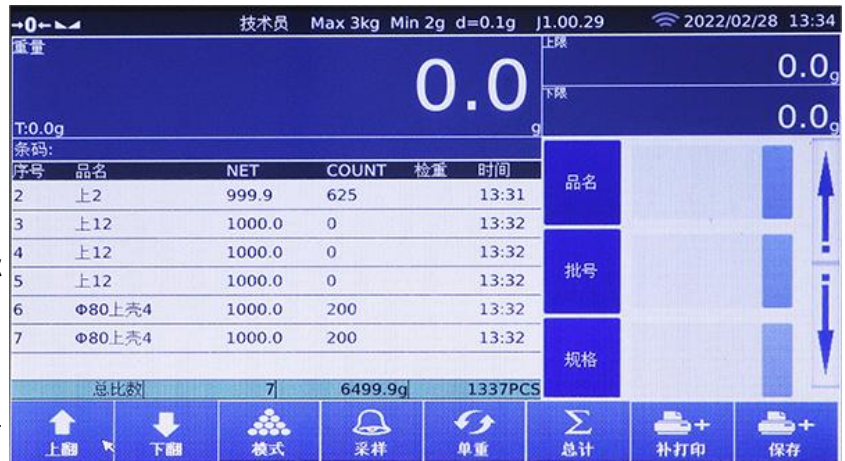 →0← 技术员 Max 3kg Min 2g d=0.1g J1.00.29 2022/02/28 13:34
重量 0.0 g
T:0.0g
上限 0.0g
下限 0.0g
条码:
序号 品名 NET COUNT 检重 时间
2 上2 999.9 625 13:31
3 上12 1000.0 0 13:32
4 上12 1000.0 0 13:32
5 上12 1000.0 0 13:32
6 Φ80上壳4 1000.0 200 13:32
7 Φ80上壳4 1000.0 200 13:32
总比数 7 6499.9g 1337PCS
品名
批号
规格
上翻 下翻 模式 采样 单重 总计 补打印 保存